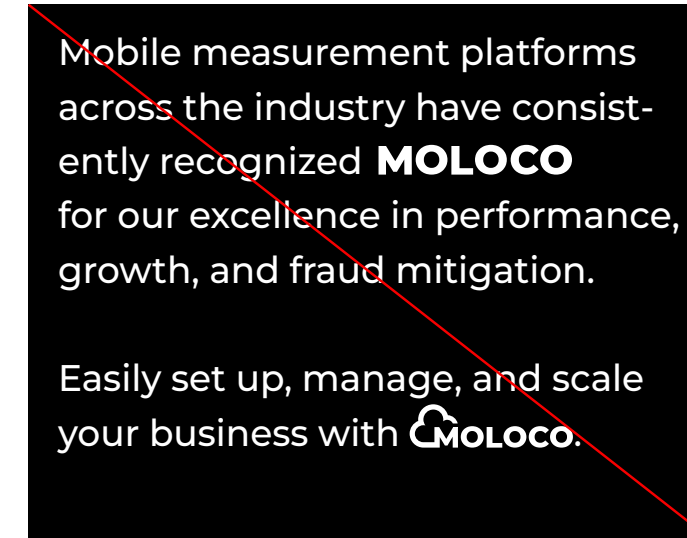 Mobile measurement platforms
across the industry have consist-
ently recognized MOLOCO
for our excellence in performance,
growth, and fraud mitigation.
Easily set up, manage, and scale
your business with MOLOCO.